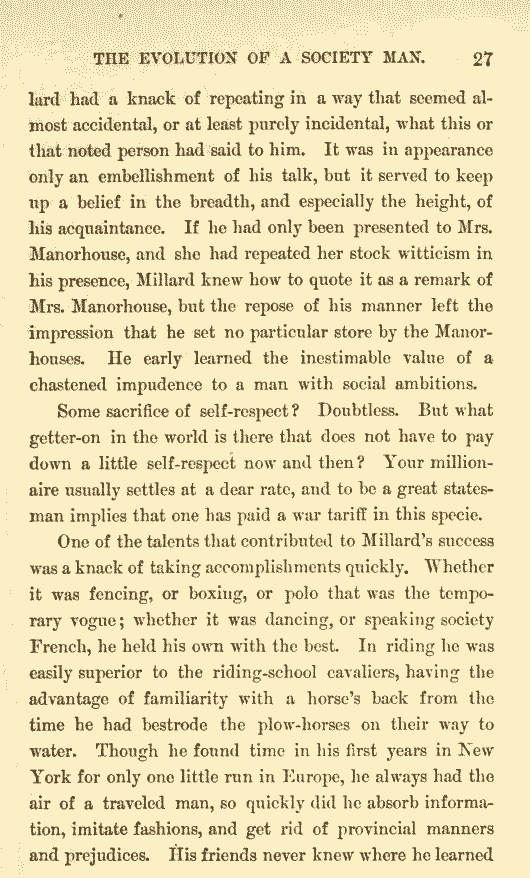 THE EVOLUTION OF A SOCIETY MAN. 27
lard had a knack of repeating in a way that seemed al-
most accidental, or at least purely incidental, what this or
that noted person had said to him. It was in appearance
only an embellishment of his talk, but it served to keep
up a belief in the breadth, and especially the height, of
his acquaintance. If he had only been presented to Mrs.
Manorhouse, and she had repeated her stock witticism in
his presence, Millard knew how to quote it as a remark of
Mrs. Manorhouse, but the repose of his manner left the
impression that he set no particular store by the Manor-
houses. He early learned the inestimable value of a
chastened impudence to a man with social ambitions.
Some sacrifice of self-respect? Doubtless. But what
getter-on in the world is there that does not have to pay
down a little self-respect now and then? Your million-
aire usually settles at a dear rate, and to be a great states-
man implies that one has paid a war tariff in this specie.
One of the talents that contributed to Millard's success
was a knack of taking accomplishments quickly. Whether
it was fencing, or boxing, or polo that was the tempo-
rary vogue; whether it was dancing, or speaking society
French, he held his own with the best. In riding he was
easily superior to the riding-school cavaliers, having the
advantage of familiarity with a horse's back from the
time he had bestrode the plow-horses on their way to
water. Though he found time in his first years in New
York for only one little run in Europe, he always had the
air of a traveled man, so quickly did he absorb informa-
tion, imitate fashions, and get rid of provincial manners
and prejudices. His friends never knew where he learned